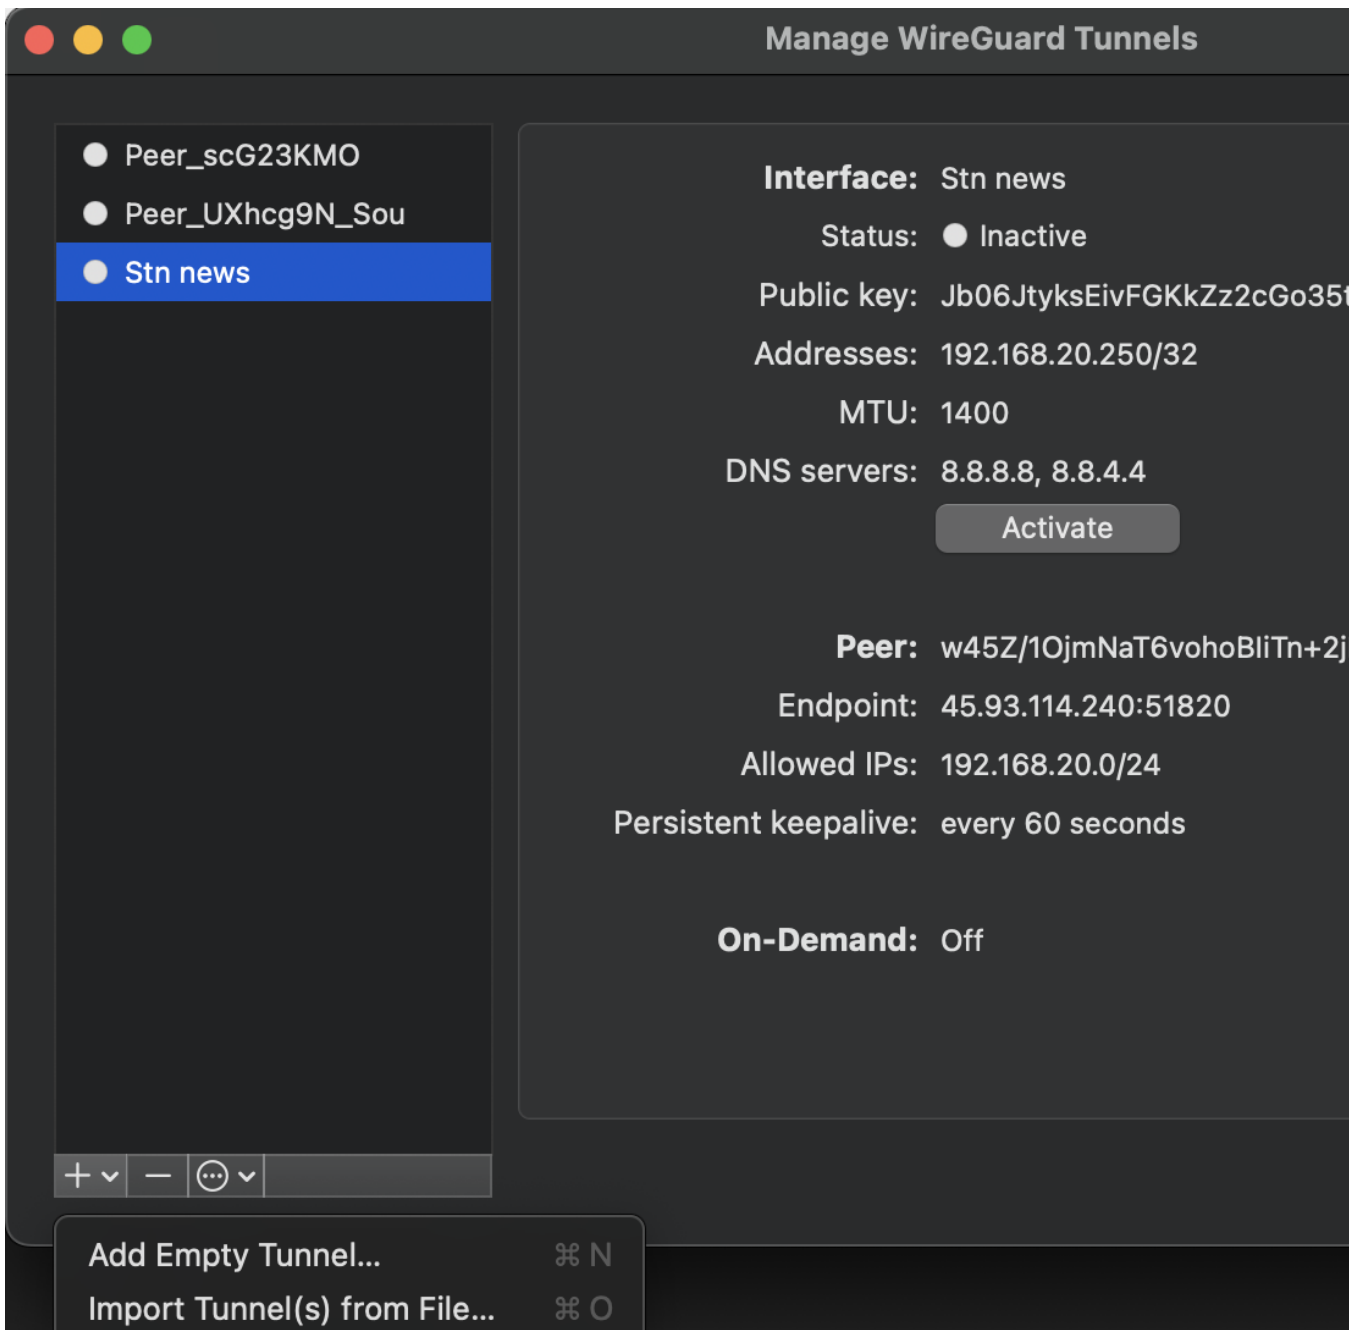 Manage WireGuard Tunnels
Peer_scG23KMO
Peer_UXhcg9N_Sou
Stn news
Interface: Stn news
Status: Inactive
Public key: Jb06JtyksEivFGKkZz2cGo35t
Addresses: 192.168.20.250/32
MTU: 1400
DNS servers: 8.8.8.8, 8.8.4.4
Activate
Peer: w45Z/1OjmNaT6vohoBliTn+2j
Endpoint: 45.93.114.240:51820
Allowed IPs: 192.168.20.0/24
Persistent keepalive: every 60 seconds
On-Demand: Off
Add Empty Tunnel... ⌘ N
Import Tunnel(s) from File... ⌘ O